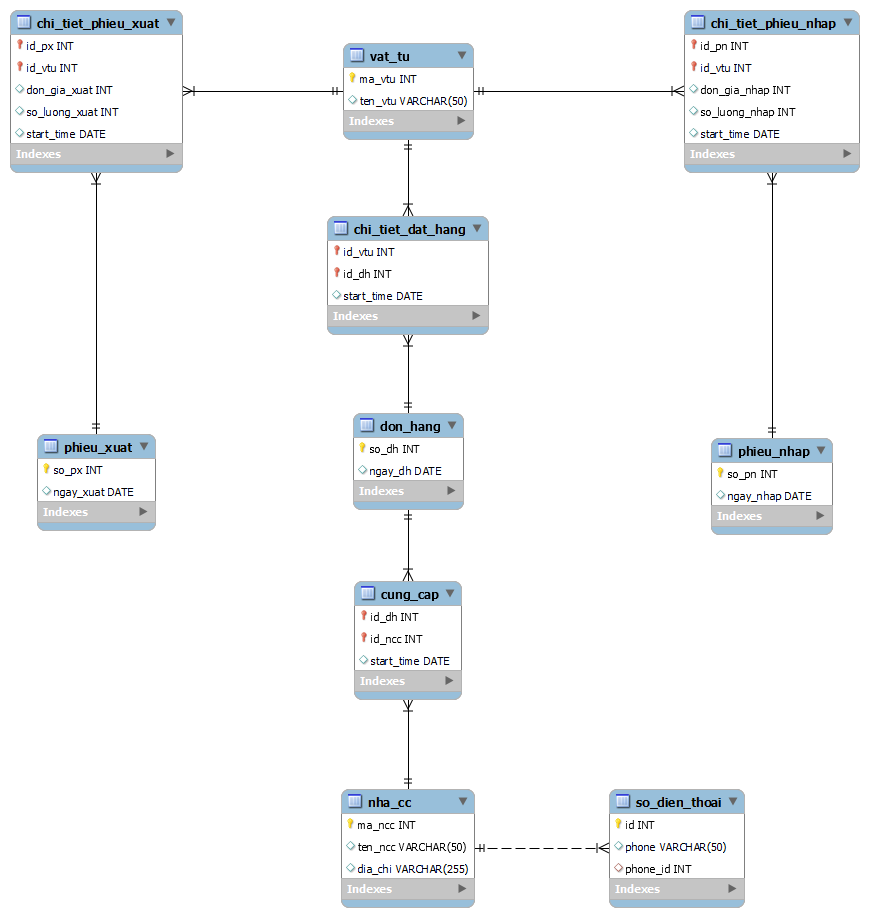 chi_tiet_phieu_xuat
id_px INT
id_vtu INT
don_gia_xuat INT
so_luong_xuat INT
start_time DATE
Indexes
vat_tu
ma_vtu INT
ten_vtu VARCHAR(50)
Indexes
chi_tiet_phieu_nhap
id_pn INT
id_vtu INT
don_gia_nhap INT
so_luong_nhap INT
start_time DATE
Indexes
chi_tiet_dat_hang
id_vtu INT
id_dh INT
start_time DATE
Indexes
phieu_xuat
so_px INT
ngay_xuat DATE
Indexes
don_hang
so_dh INT
ngay_dh DATE
Indexes
phieu_nhap
so_pn INT
ngay_nhap DATE
Indexes
cung_cap
id_dh INT
id_ncc INT
start_time DATE
Indexes
nha_cc
ma_ncc INT
ten_ncc VARCHAR(50)
dia_chi VARCHAR(255)
Indexes
so_dien_thoai
id INT
phone VARCHAR(50)
phone_id INT
Indexes